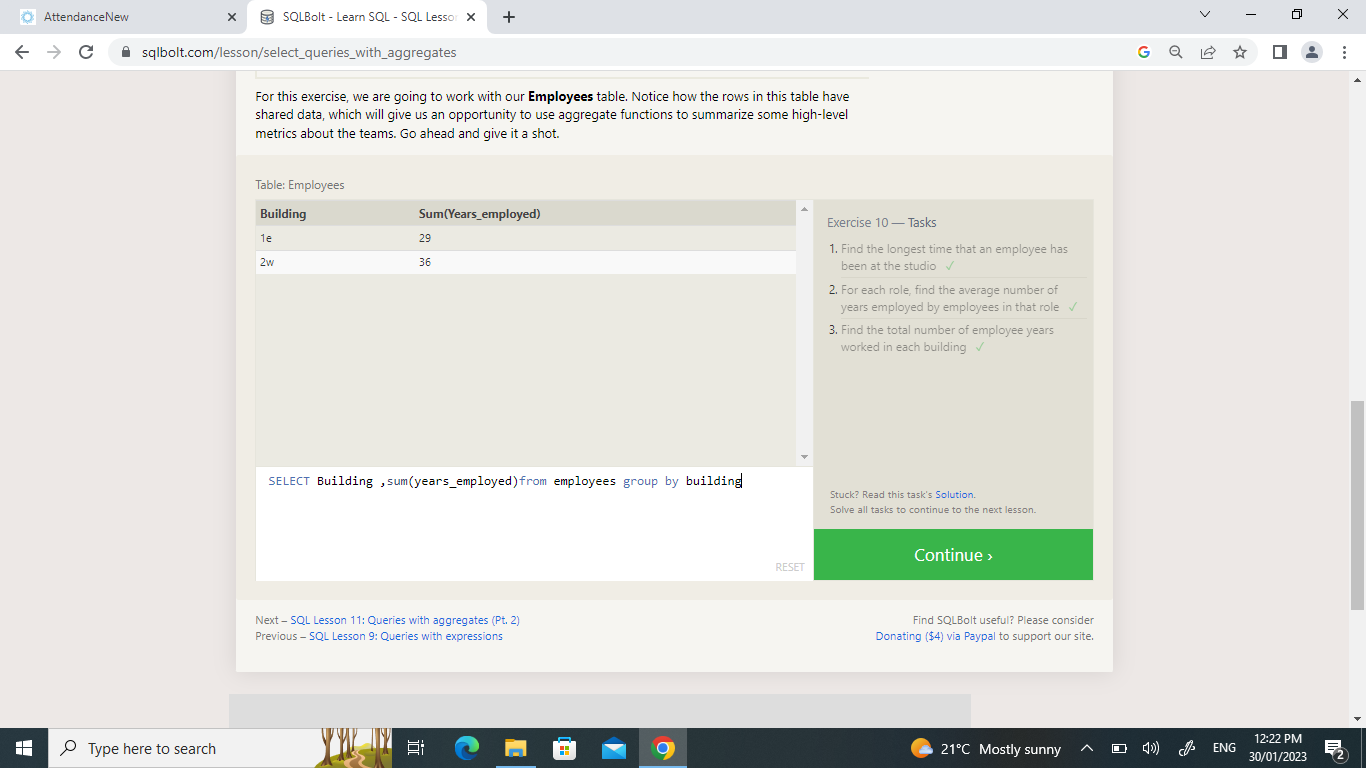 AttendanceNew
SQLBolt - Learn SQL - SQL Lesson
sqlbolt.com/lesson/select_queries_with_aggregates
For this exercise, we are going to work with our Employees table. Notice how the rows in this table have
shared data, which will give us an opportunity to use aggregate functions to summarize some high-level
metrics about the teams. Go ahead and give it a shot.
Table: Employees
Building Sum(Years_employed)
1e 29
2w 36
SELECT Building ,sum(years_employed)from employees group by building
RESET
Exercise 10 — Tasks
1. Find the longest time that an employee has
been at the studio ✓
2. For each role, find the average number of
years employed by employees in that role ✓
3. Find the total number of employee years
worked in each building ✓
Stuck? Read this task's Solution.
Solve all tasks to continue to the next lesson.
Continue ›
Next – SQL Lesson 11: Queries with aggregates (Pt. 2)
Previous – SQL Lesson 9: Queries with expressions
Find SQLBolt useful? Please consider
Donating ($4) via Paypal to support our site.
Type here to search
21°C Mostly sunny
ENG
12:22 PM
30/01/2023
2